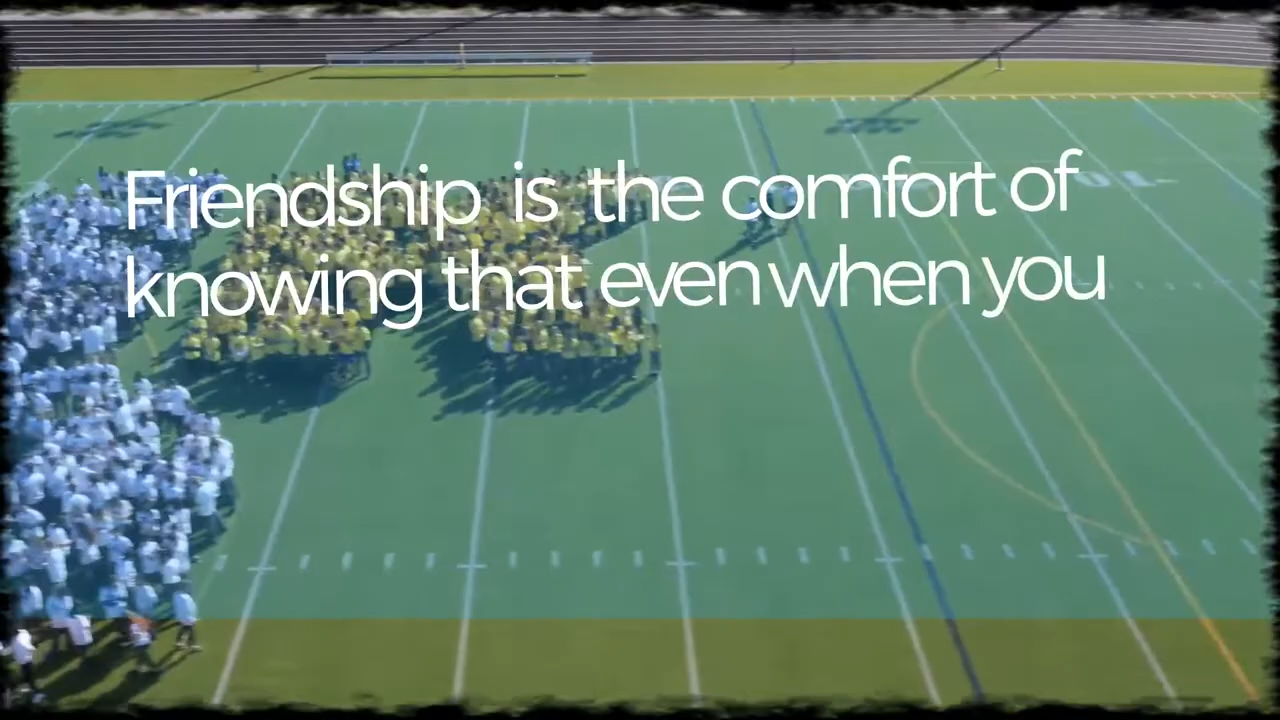 Friendship is the comfort of
knowing that even when you